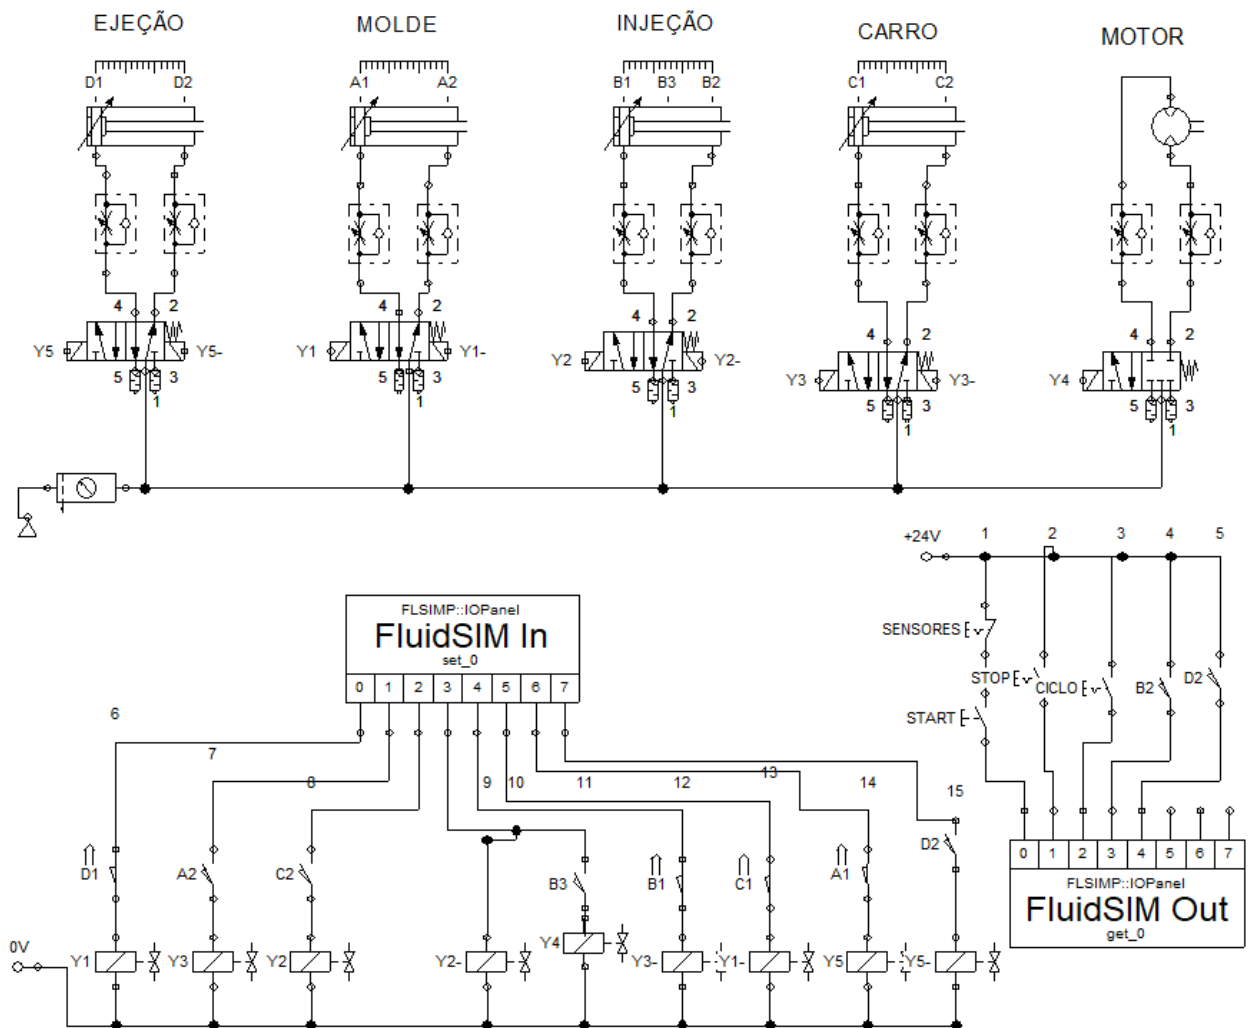 EJEÇÃO MOLDE INJEÇÃO CARRO MOTOR
D1 D2 A1 A2 B1 B3 B2 C1 C2
4 2 4 2 4 2 4 2 4 2
Y5 Y5- Y1 Y1- Y2 Y2- Y3 Y3- Y4
5 3 5 3 5 3 5 3 5 3
1 1 1 1 1
+24V 1 2 3 4 5
FLSIMP::IOPanel
FluidSIM In
set_0
0 1 2 3 4 5 6 7
SENSORES
STOP CICLO B2 D2
START
6 7 8 9 10 11 12 13 14 15
D1 A2 C2 B3 B1 C1 A1 D2
0V Y1 Y3 Y2 Y2- Y4 Y3- Y1- Y5 Y5-
0 1 2 3 4 5 6 7
FLSIMP::IOPanel
FluidSIM Out
get_0